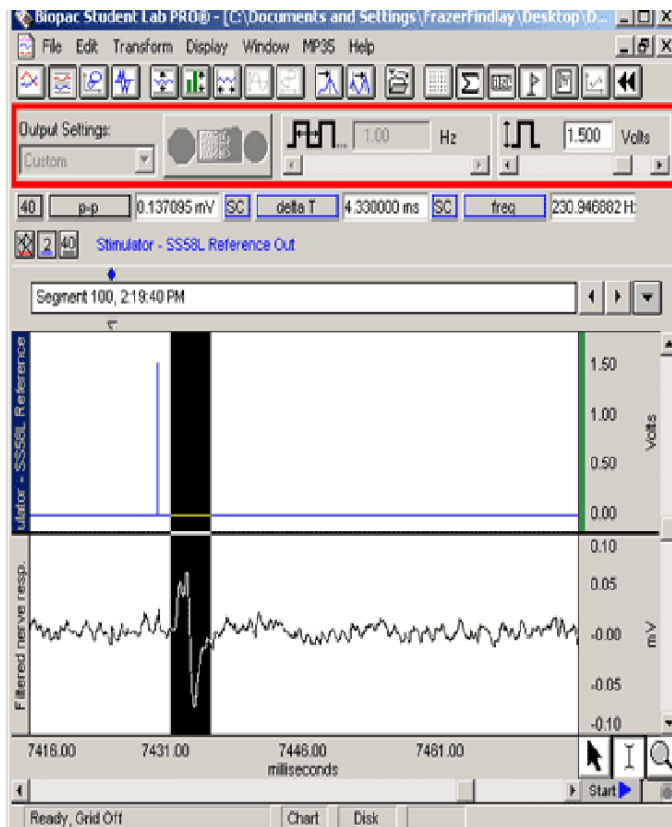 Biopac Student Lab PRO® - [C:\Documents and Settings\FrazerFindlay\Desktop\D...
File Edit Transform Display Window MP35 Help
Output Settings:
Custom
1.00 Hz
1.500 Volts
40 p-p 0.137095 mV SC delta T 4.330000 ms SC freq 230.946882 H:
2 40 Stimulator - SS58L Reference Out
Segment 100, 2:19:40 PM
ulator - SS58L Reference
1.50
1.00
0.50
0.00
Volts
Filtered nerve resp.
0.10
0.05
-0.00
-0.05
-0.10
mV
7416.00 7431.00 7446.00 7461.00
milliseconds
Start
Ready, Grid Off Chart Disk